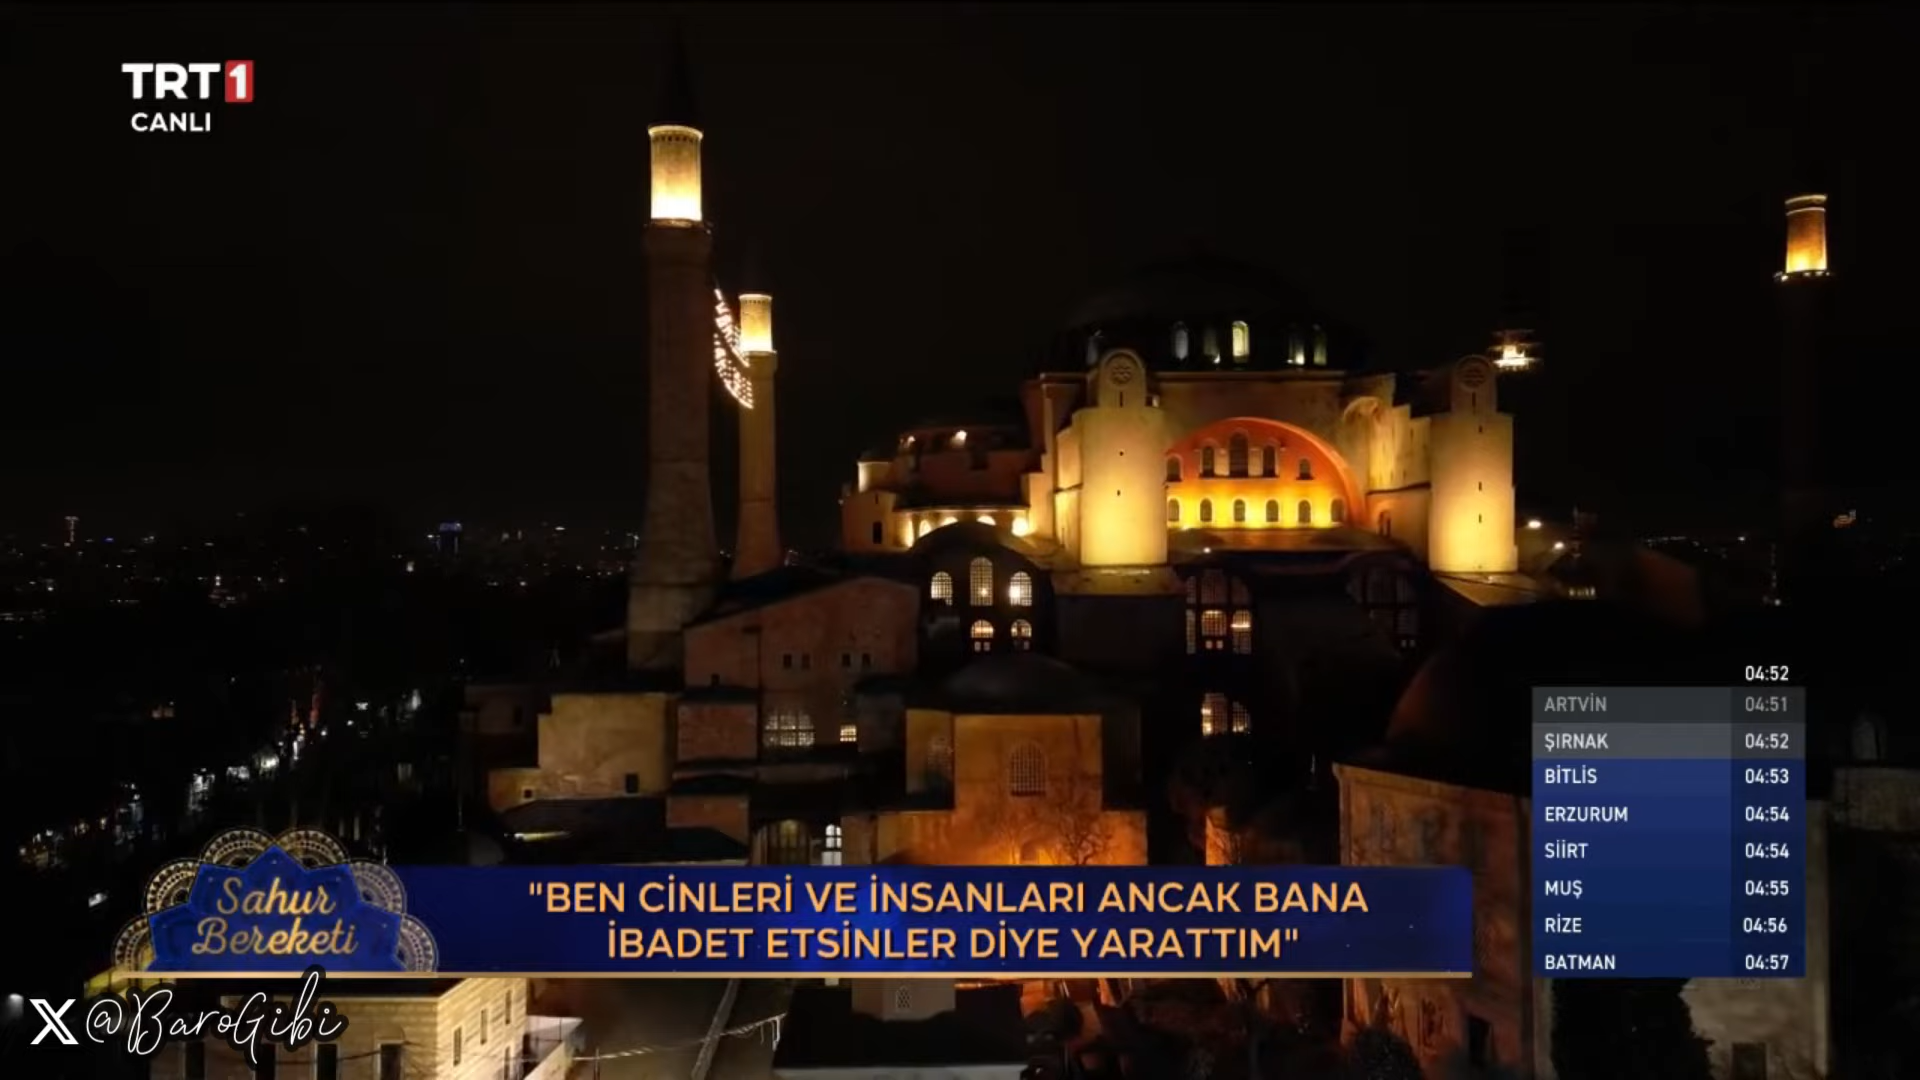 TRT 1
CANLI
04:52
ARTVİN 04:51
ŞIRNAK 04:52
BİTLİS 04:53
ERZURUM 04:54
SİİRT 04:54
MUŞ 04:55
RİZE 04:56
BATMAN 04:57
Sahur
Bereketi
"BEN CİNLERİ VE İNSANLARI ANCAK BANA
İBADET ETSİNLER DİYE YARATTIM"
X @BaroGibi